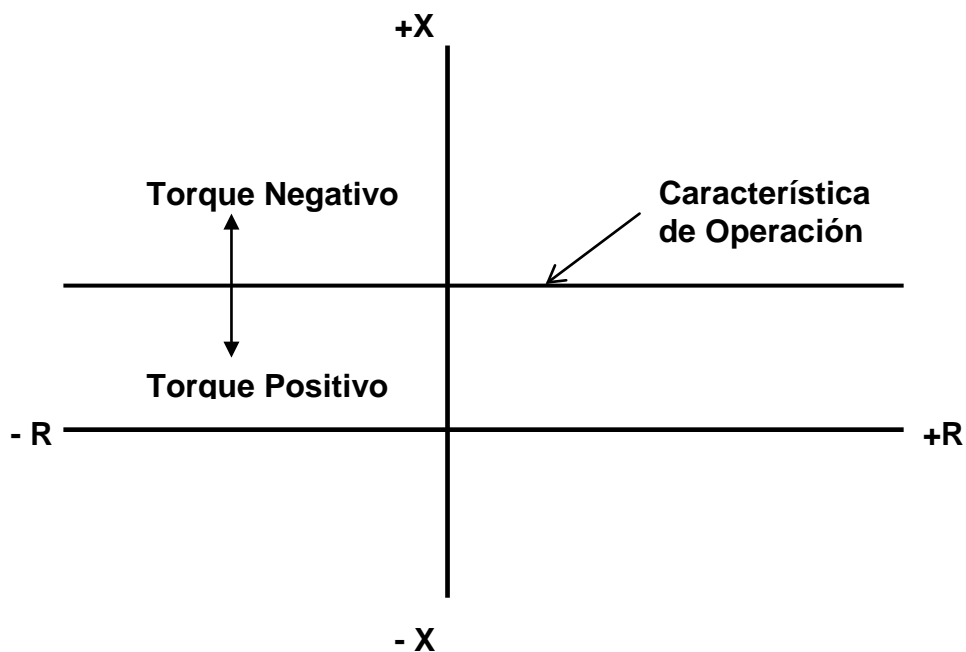 +X
Torque Negativo
Característica
de Operación
Torque Positivo
- R
+R
- X